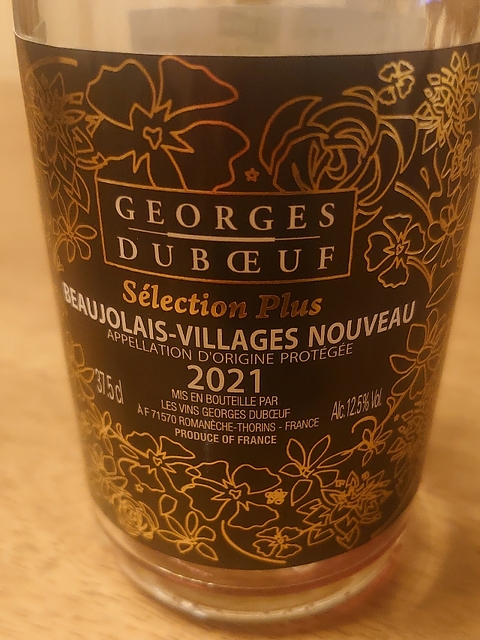 GEORGES
DUBŒUF
Sélection Plus
BEAUJOLAIS-VILLAGES NOUVEAU
APPELLATION D'ORIGINE PROTÉGÉE
2021
37.5 cl
MIS EN BOUTEILLE PAR
LES VINS GEORGES DUBŒUF
À F 71570 ROMANÈCHE-THORINS - FRANCE
PRODUCE OF FRANCE
Alc. 12.5% Vol.